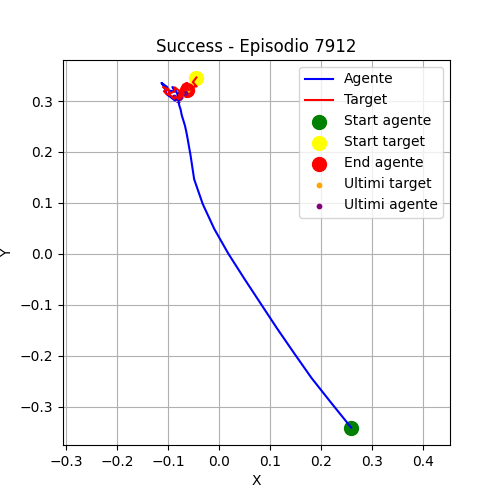 Success - Episodio 7912
Agente
Target
Start agente
Start target
End agente
Ultimi target
Ultimi agente
0.3
0.2
0.1
0.0
−0.1
−0.2
−0.3
Y
−0.3
−0.2
−0.1
0.0
0.1
0.2
0.3
0.4
X